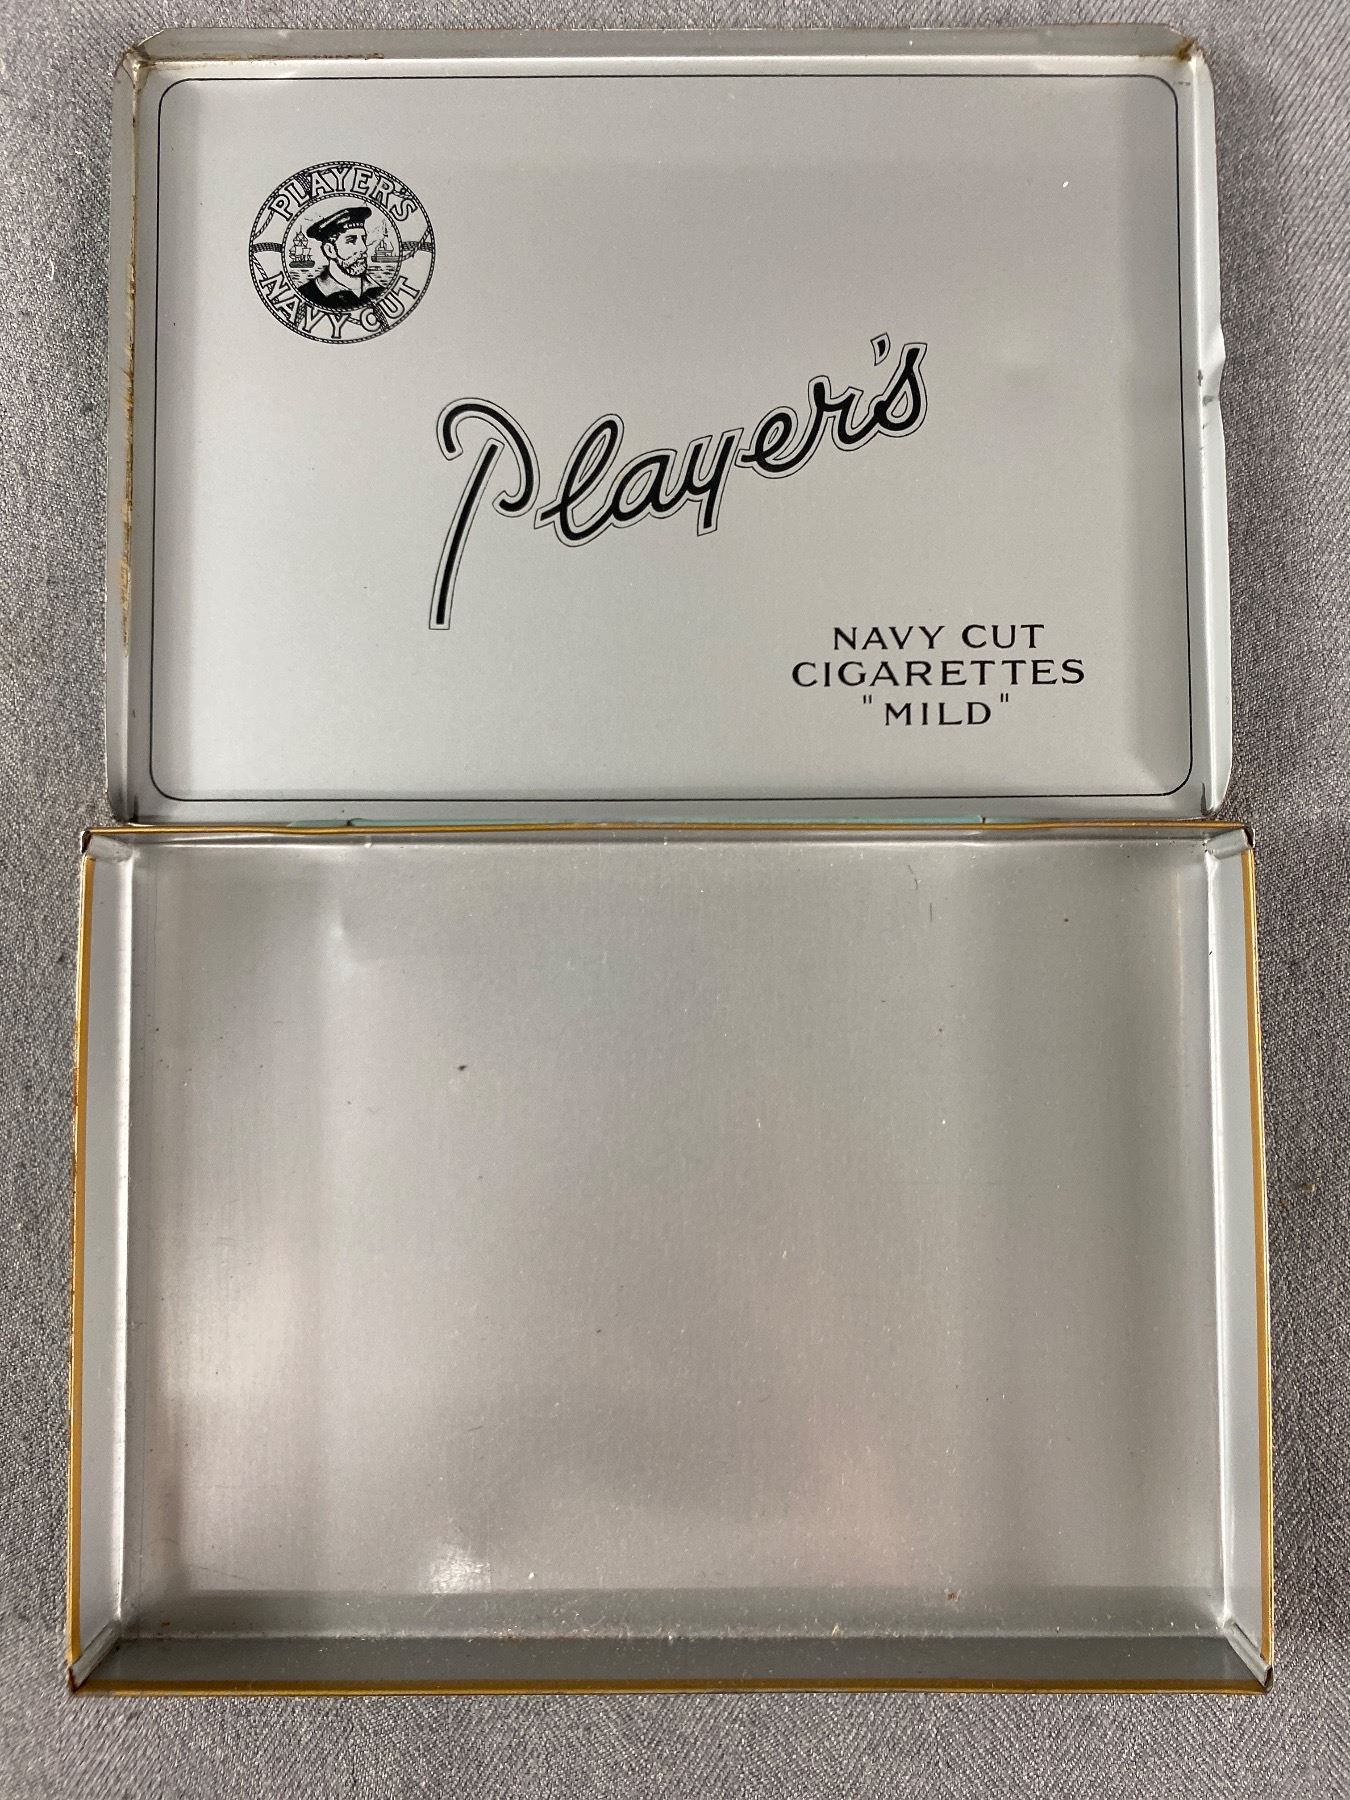 PLAYER'S
NAVY CUT
Player's
NAVY CUT
CIGARETTES
"MILD"